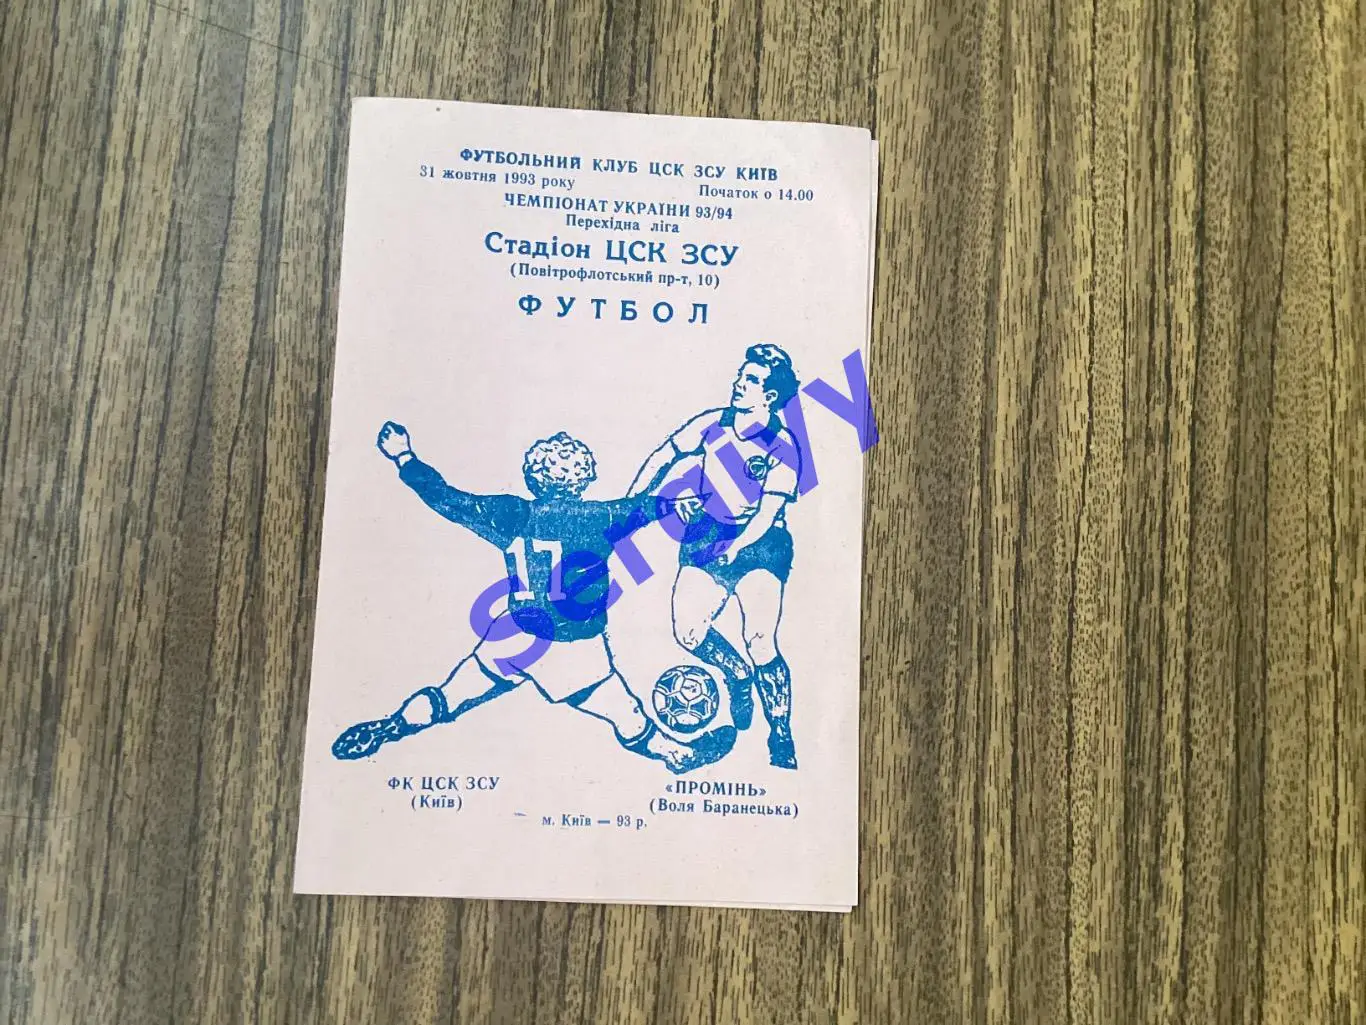 ФУТБОЛЬНИЙ КЛУБ ЦСК ЗСУ КИЇВ
31 жовтня 1993 року Початок о 14.00
ЧЕМПІОНАТ УКРАЇНИ 93/94
Перехідна ліга
Стадіон ЦСК ЗСУ
(Повітрофлотський пр-т, 10)
ФУТБОЛ
17
Sergiyy
ФК ЦСК ЗСУ
(Київ)
«ПРОМІНЬ»
(Воля Баранецька)
м. Київ — 93 р.